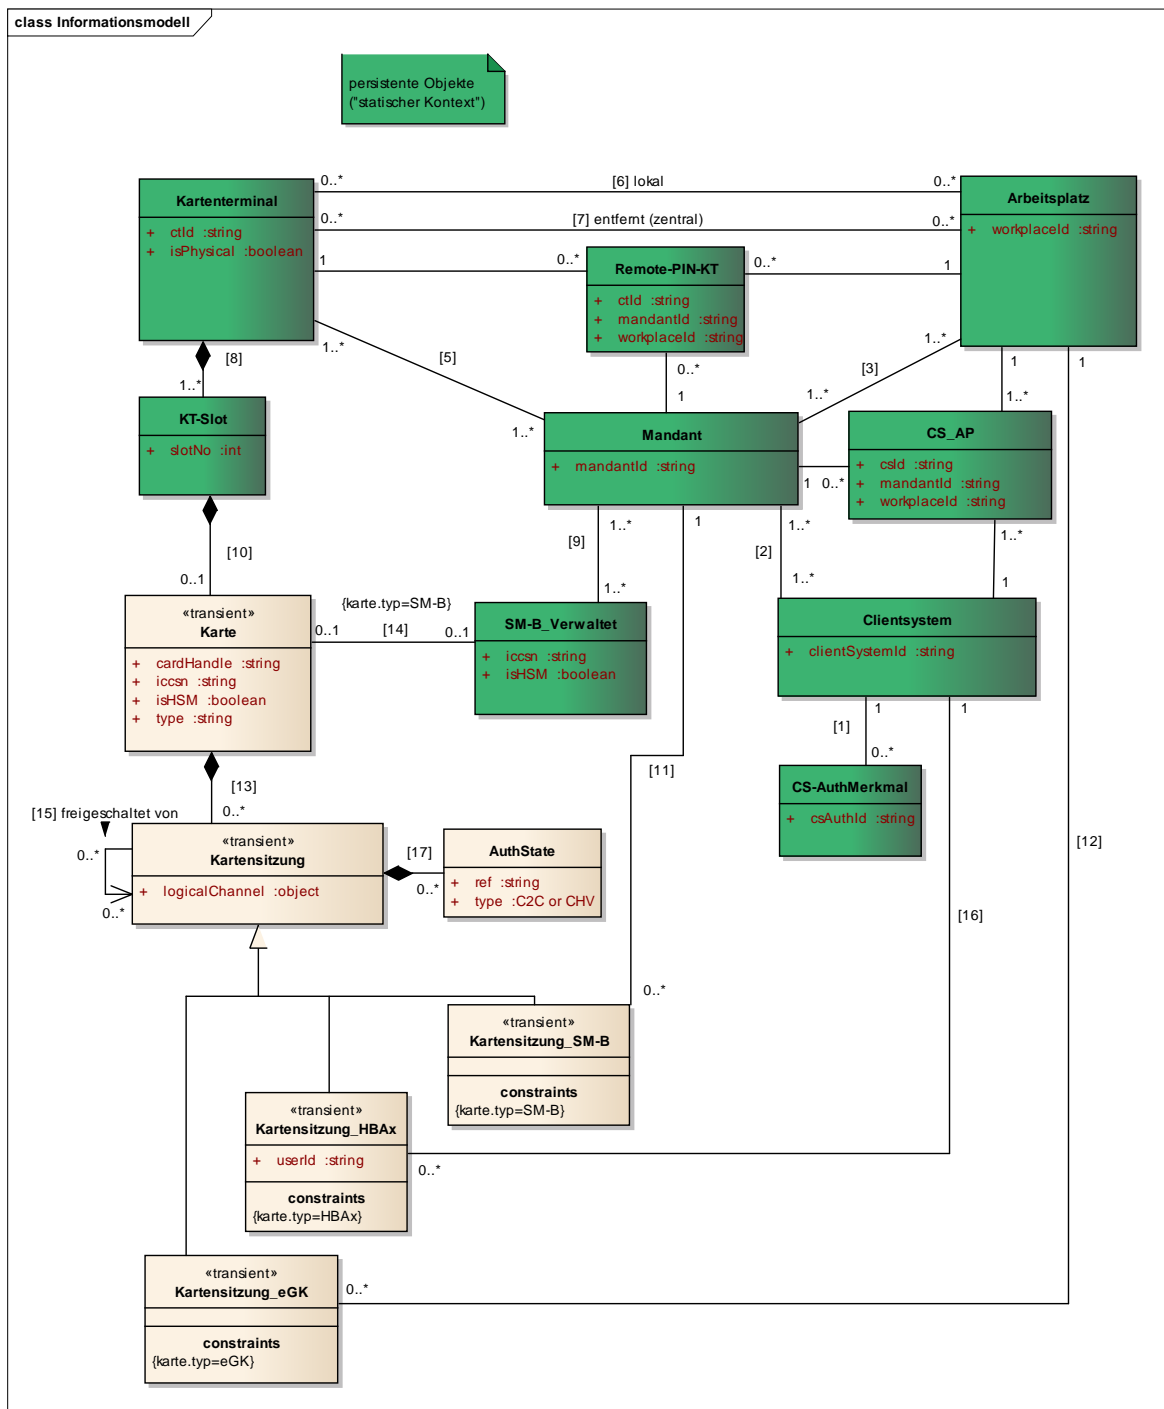 class Informationsmodell
persistente Objekte
("statischer Kontext")
Kartenterminal
+ ctId :string
+ isPhysical :boolean
0..*
[6] lokal
0..*
0..*
[7] entfernt (zentral)
0..*
Arbeitsplatz
+ workplaceId :string
1
0..*
Remote-PIN-KT
+ ctId :string
+ mandantId :string
+ workplaceId :string
0..*
1
1..*
[5]
1..*
0..*
1
1..*
[3]
1..*
1
1
[8]
1..*
KT-Slot
+ slotNo :int
Mandant
+ mandantId :string
1..*
CS_AP
+ csId :string
+ mandantId :string
+ workplaceId :string
1
0..*
[10]
0..1
1..*
[9]
1..*
1
1..*
[2]
1..*
1..*
1
«transient»
Karte
+ cardHandle :string
+ iccsn :string
+ isHSM :boolean
+ type :string
{karte.typ=SM-B}
0..1
[14]
0..1
SM-B_Verwaltet
+ iccsn :string
+ isHSM :boolean
Clientsystem
+ clientSystemId :string
1
[1]
0..*
1
CS-AuthMerkmal
+ csAuthId :string
[11]
[12]
[13]
0..*
[15] freigeschaltet von
0..*
0..*
«transient»
Kartensitzung
+ logicalChannel :object
[17]
0..*
AuthState
+ ref :string
+ type :C2C or CHV
[16]
0..*
«transient»
Kartensitzung_SM-B
constraints
{karte.typ=SM-B}
«transient»
Kartensitzung_HBAx
+ userId :string
constraints
{karte.typ=HBAx}
0..*
«transient»
Kartensitzung_eGK
constraints
{karte.typ=eGK}
0..*